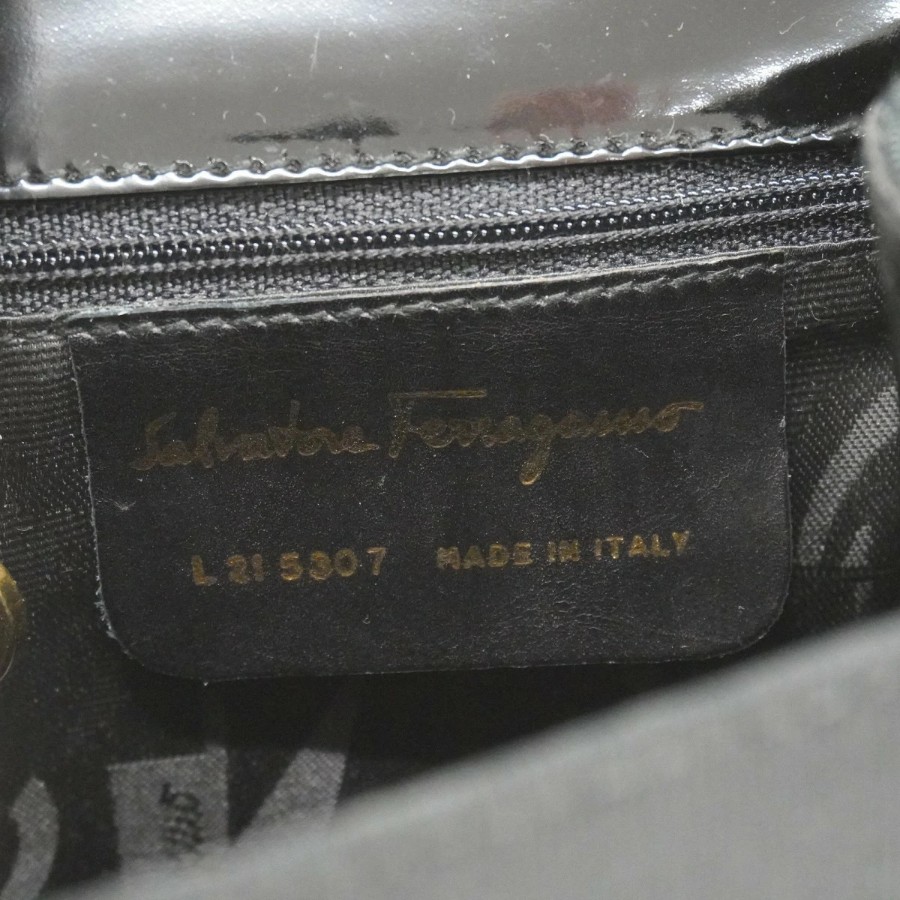 Salvatore Ferragamo
L 21 5307 MADE IN ITALY